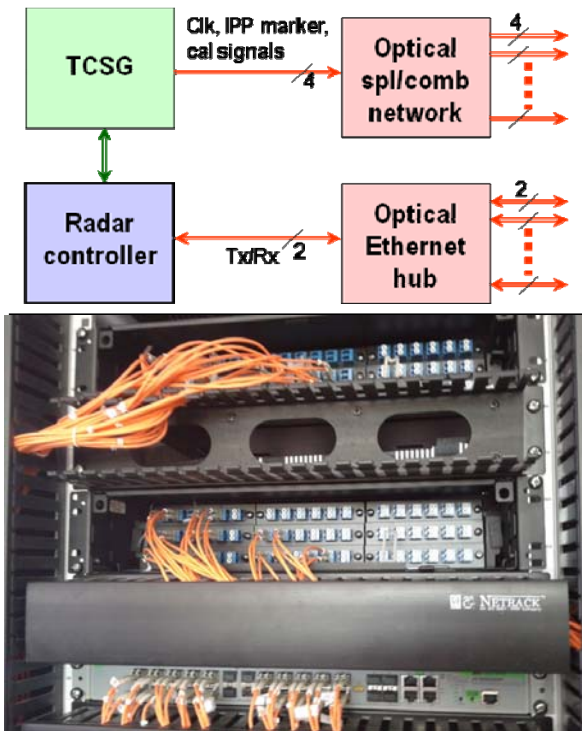 Clk, IPP marker,
cal signals
TCSG
4
Optical
spl/comb
network
4
Radar
controller
Tx/Rx
2
Optical
Ethernet
hub
2
NETRACK